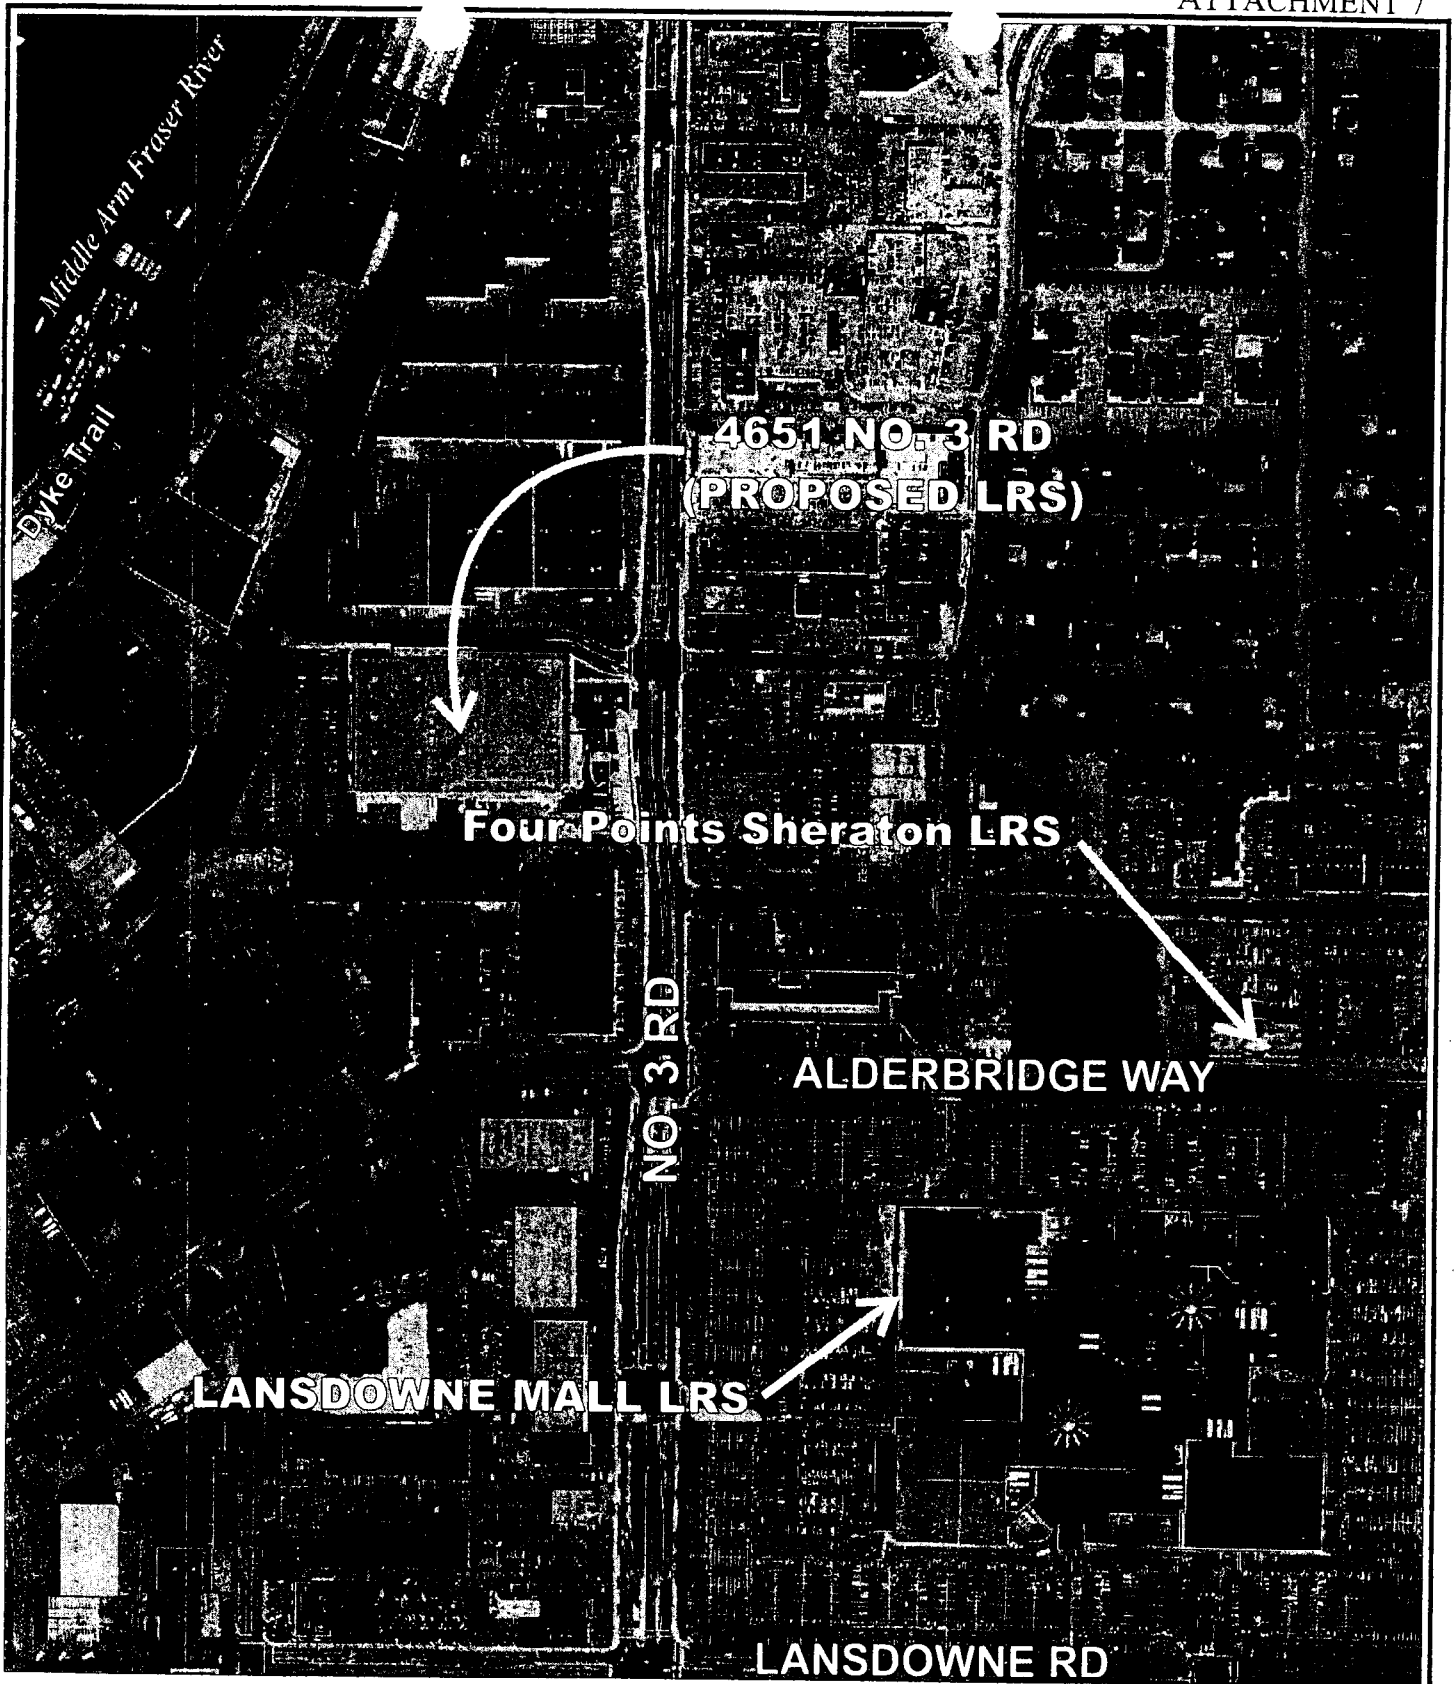 ATTACHMENT 7
- Middle Arm Fraser River
Dyke Trail
4651 NO. 3 RD
(PROPOSED LRS)
Four Points Sheraton LRS
NO. 3 RD
ALDERBRIDGE WAY
LANSDOWNE MALL LRS
LANSDOWNE RD